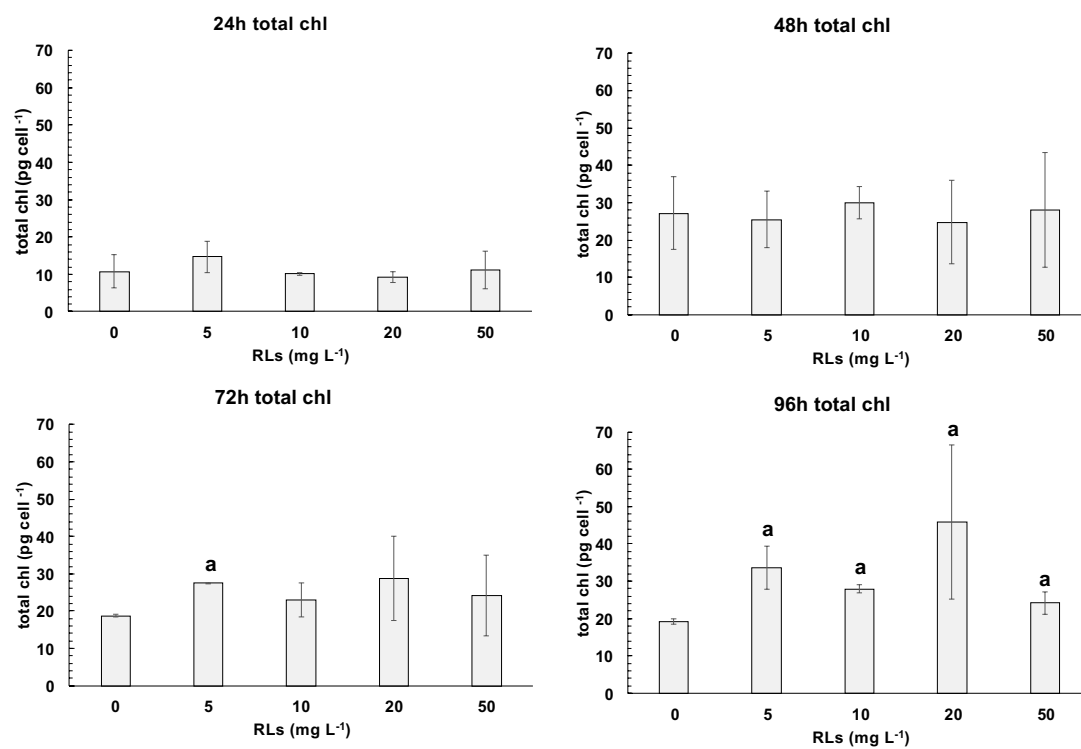 24h total chl
total chl (pg cell⁻¹)
70
60
50
40
30
20
10
0
0 5 10 20 50
RLs (mg L⁻¹)
48h total chl
total chl (pg cell⁻¹)
70
60
50
40
30
20
10
0
0 5 10 20 50
RLs (mg L⁻¹)
72h total chl
total chl (pg cell⁻¹)
70
60
50
40
30
20
10
0
a
0 5 10 20 50
RLs (mg L⁻¹)
96h total chl
total chl (pg cell⁻¹)
70
60
50
40
30
20
10
0
a a a a
0 5 10 20 50
RLs (mg L⁻¹)